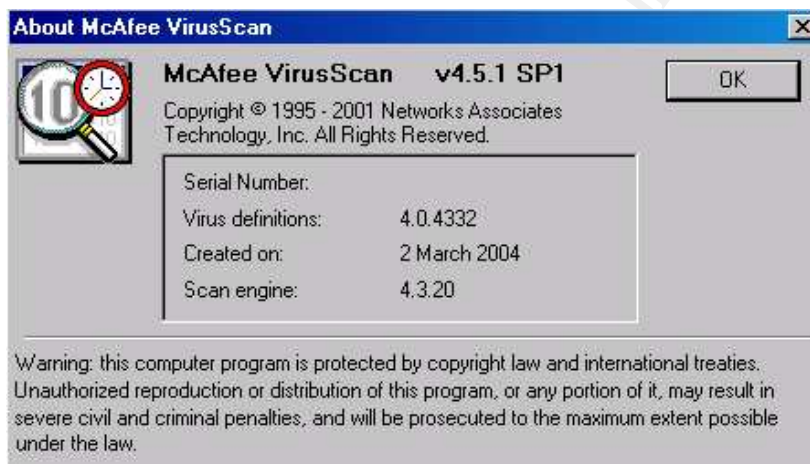 About McAfee VirusScan
McAfee VirusScan v4.5.1 SP1
OK
Copyright © 1995 - 2001 Networks Associates
Technology, Inc. All Rights Reserved.
Serial Number:
Virus definitions: 4.0.4332
Created on: 2 March 2004
Scan engine: 4.3.20
Warning: this computer program is protected by copyright law and international treaties.
Unauthorized reproduction or distribution of this program, or any portion of it, may result in
severe civil and criminal penalties, and will be prosecuted to the maximum extent possible
under the law.